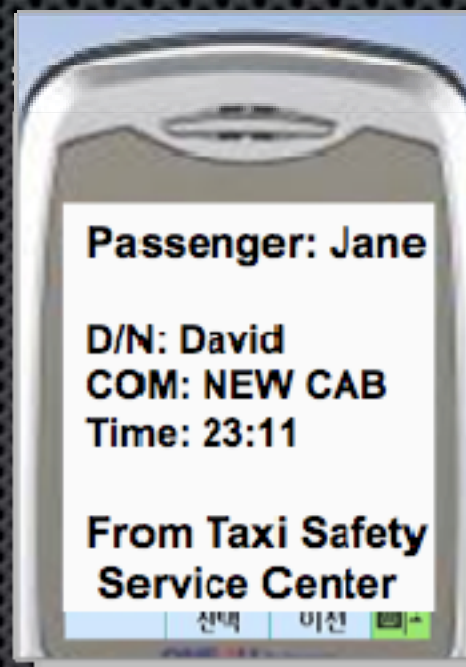 Passenger: Jane
D/N: David
COM: NEW CAB
Time: 23:11
From Taxi Safety
Service Center
선택 이전